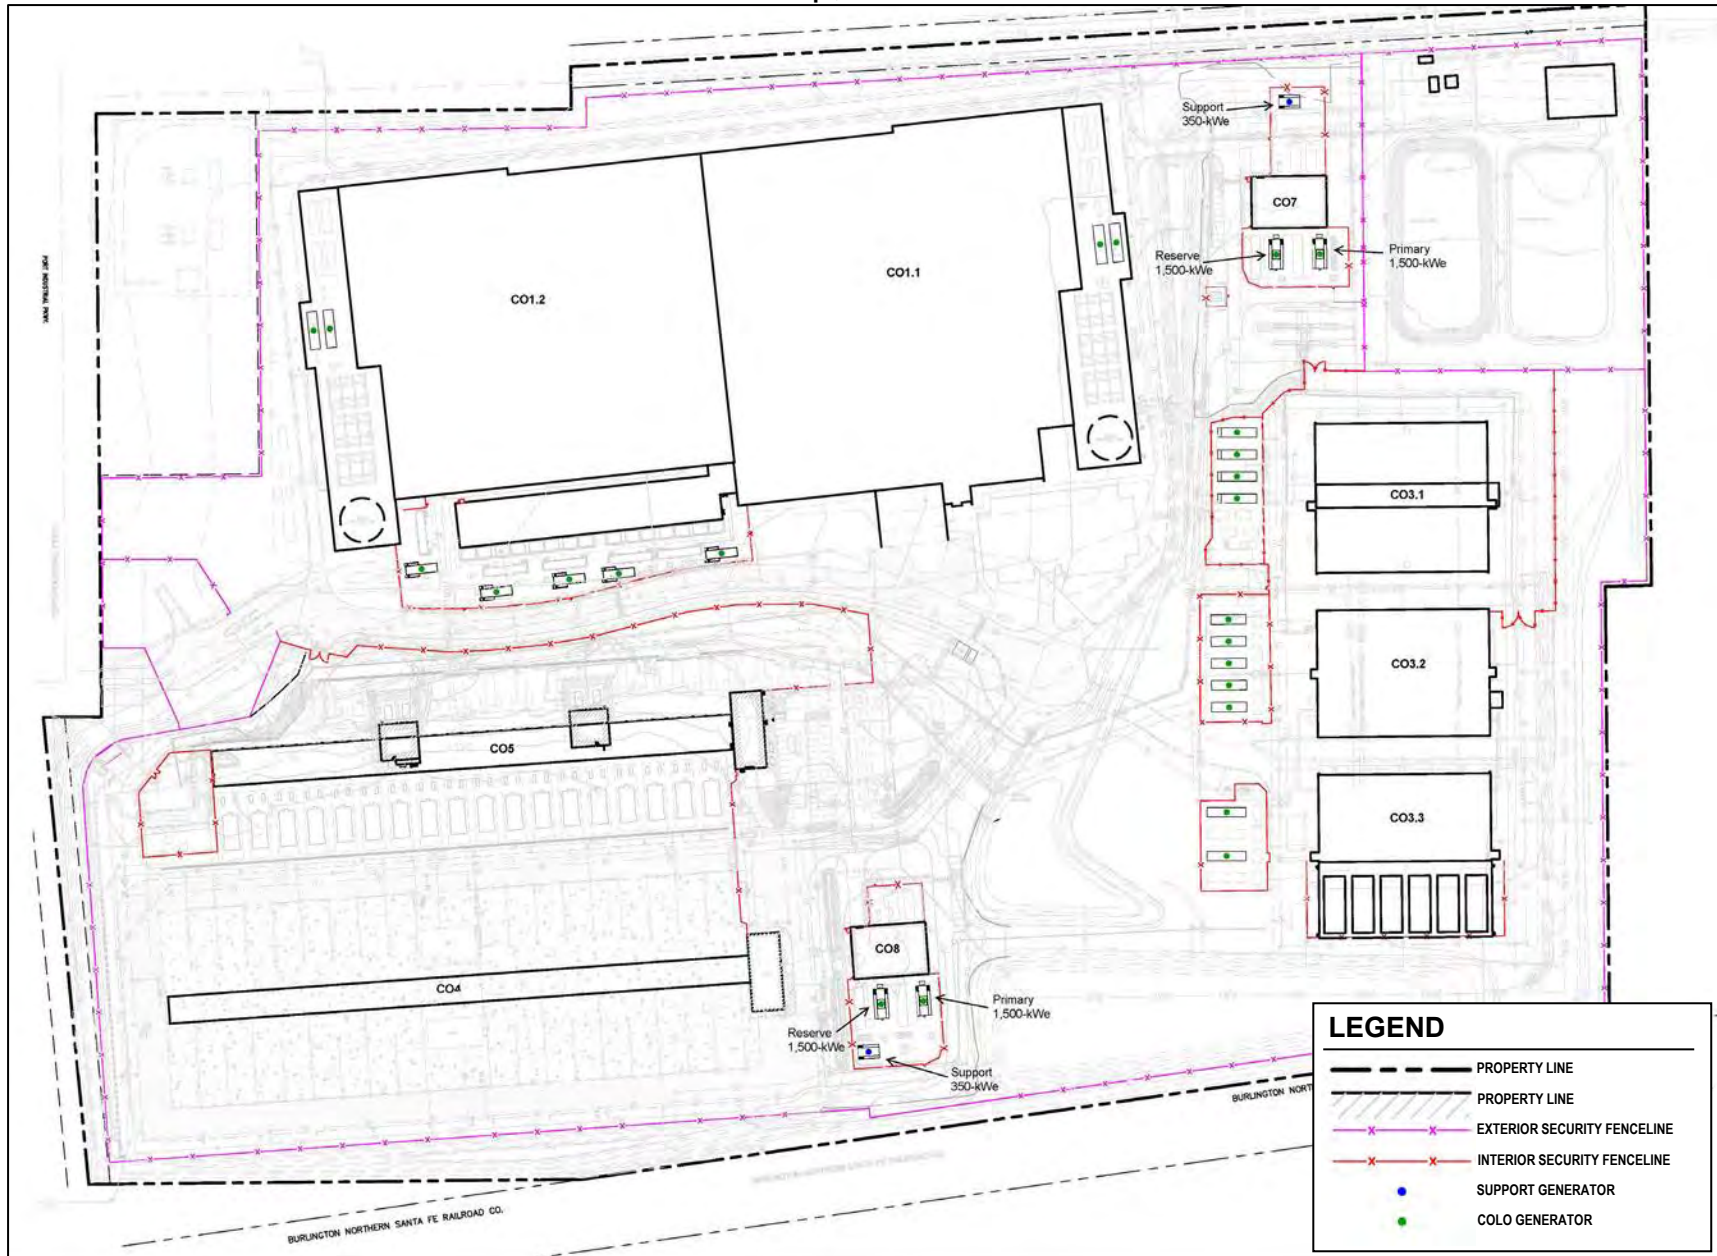 Support
350-kWe
CO7
Reserve
1,500-kWe
Primary
1,500-kWe
CO1.1
CO1.2
PORT INDUSTRIAL PKWY.
CO3.1
CO3.2
CO5
CO3.3
CO8
CO4
Primary
1,500-kWe
Reserve
1,500-kWe
Support
350-kWe
BURLINGTON NORT
BURLINGTON NORTHERN SANTA FE RAILROAD CO.
LEGEND
PROPERTY LINE
PROPERTY LINE
EXTERIOR SECURITY FENCELINE
INTERIOR SECURITY FENCELINE
SUPPORT GENERATOR
COLO GENERATOR